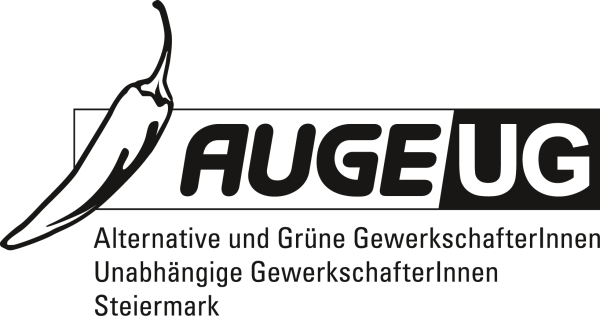 AUGE UG
Alternative und Grüne GewerkschafterInnen
Unabhängige GewerkschafterInnen
Steiermark